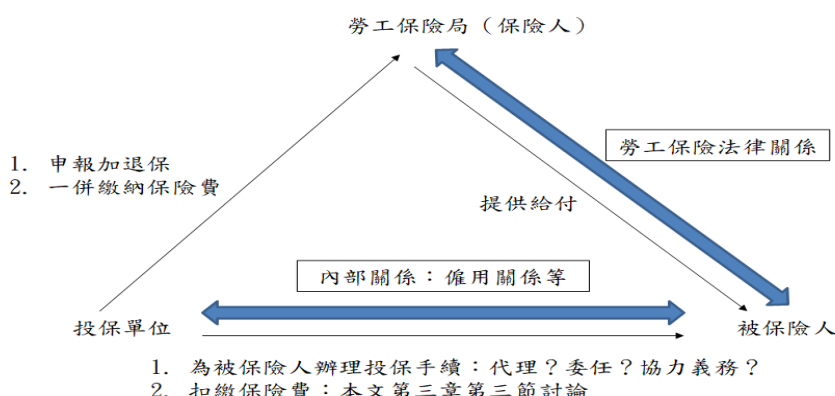 勞工保險局（保險人）
勞工保險法律關係
1. 申報加退保
2. 一併繳納保險費
提供給付
內部關係：僱用關係等
投保單位
被保險人
1. 為被保險人辦理投保手續：代理？委任？協力義務？
2. 扣繳保險費：本文第三章第三節討論